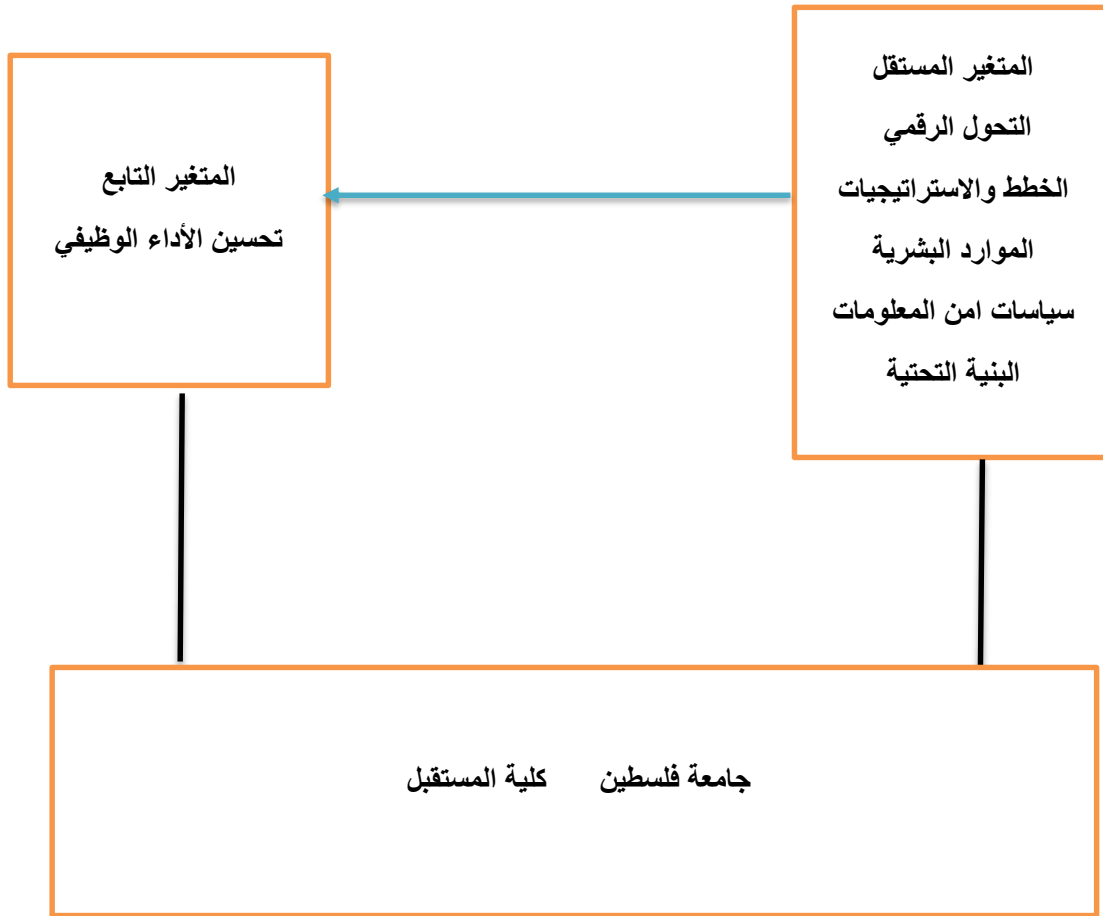 المتغير المستقل
التحول الرقمي
الخطط والاستراتيجيات
الموارد البشرية
سياسات امن المعلومات
البنية التحتية
المتغير التابع
تحسين الأداء الوظيفي
جامعة فلسطين كلية المستقبل